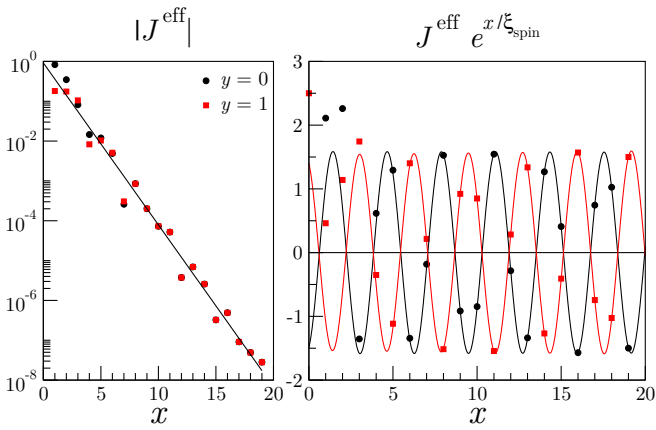 |J^eff|
J^eff e^x/ξ_spin
10^0
10^-2
10^-4
10^-6
10^-8
y = 0
y = 1
0 5 10 15 20
x
3
2
1
0
-1
-2
0 5 10 15 20
x